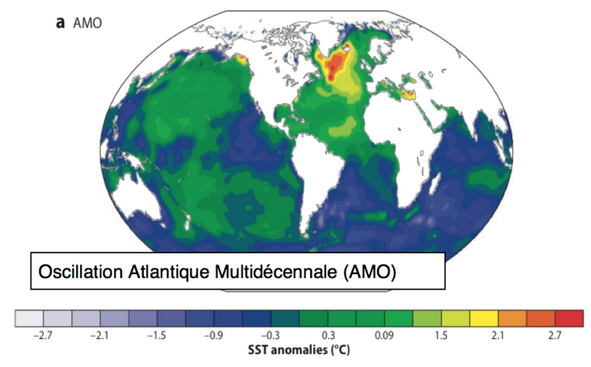 a AMO
Oscillation Atlantique Multidécennale (AMO)
–2.7 –2.1 –1.5 –0.9 –0.3 0.3 0.09 1.5 2.1 2.7
SST anomalies (°C)